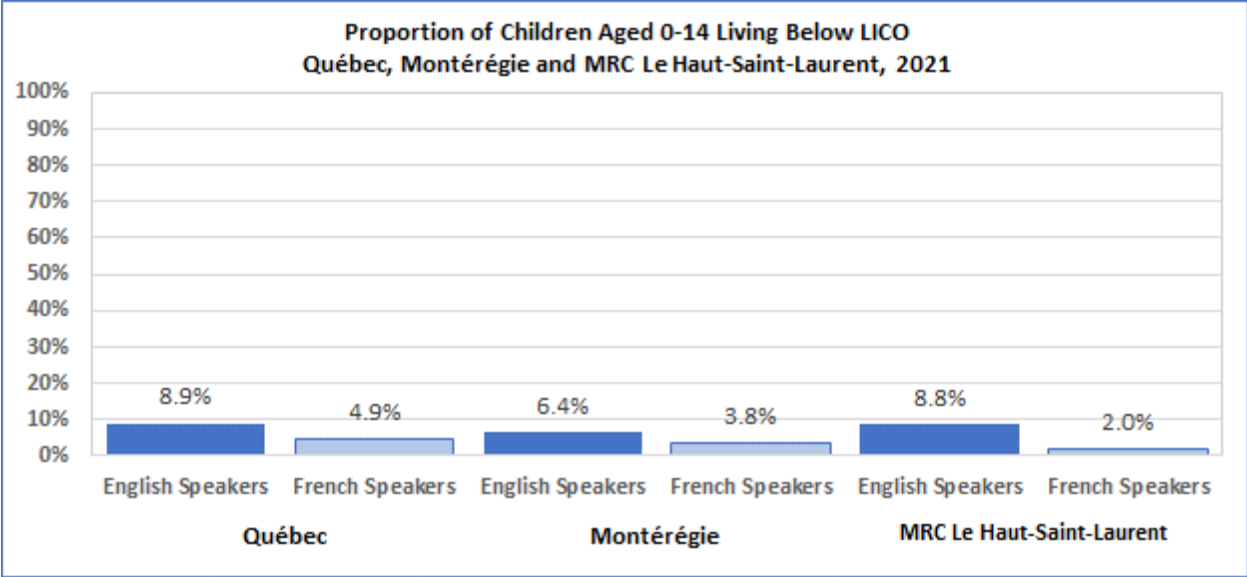 Proportion of Children Aged 0-14 Living Below LICO
Québec, Montérégie and MRC Le Haut-Saint-Laurent, 2021
100%
90%
80%
70%
60%
50%
40%
30%
20%
10%
0%
8.9%
4.9%
6.4%
3.8%
8.8%
2.0%
English Speakers
French Speakers
English Speakers
French Speakers
English Speakers
French Speakers
Québec
Montérégie
MRC Le Haut-Saint-Laurent